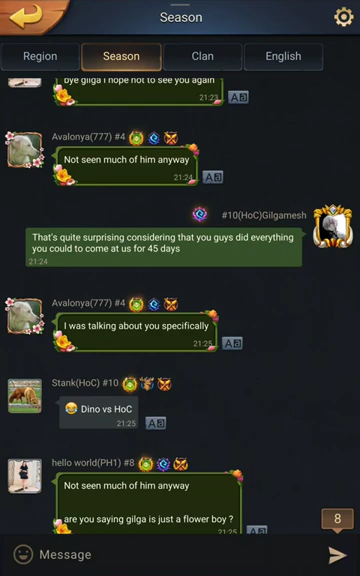 Season
Region
Season
Clan
English
bye gilga I hope not to see you again
21:23
Avalonya(777) #4
Not seen much of him anyway
21:24
#10(HoC)Gilgamesh
That's quite surprising considering that you guys did everything
you could to come at us for 45 days
21:24
Avalonya(777) #4
I was talking about you specifically
21:25
Stank(HoC) #10
😂 Dino vs HoC
21:25
hello world(PH1) #8
Not seen much of him anyway
are you saying gilga is just a flower boy ?
21:25
8
Message